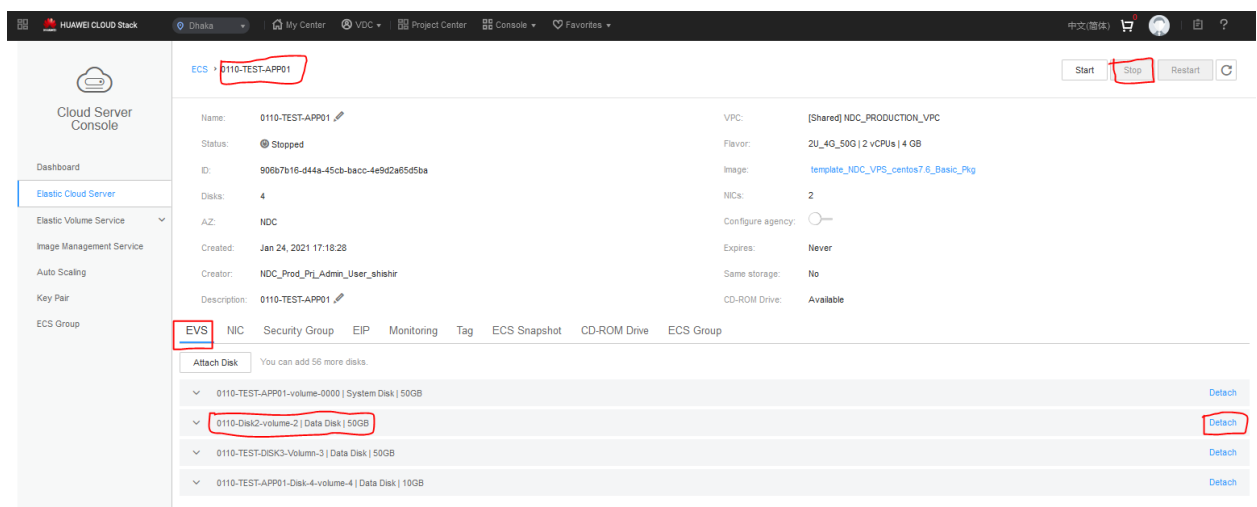 HUAWEI HUAWEI CLOUD Stack Dhaka My Center VDC Project Center Console Favorites 中文(简体) 0 ?
ECS › 0110-TEST-APP01 Start Stop Restart
Cloud Server
Console
Dashboard
Elastic Cloud Server
Elastic Volume Service
Image Management Service
Auto Scaling
Key Pair
ECS Group
Name: 0110-TEST-APP01 VPC: [Shared] NDC_PRODUCTION_VPC
Status: Stopped Flavor: 2U_4G_50G | 2 vCPUs | 4 GB
ID: 906b7b16-d44a-45cb-bacc-4e9d2a65d5ba Image: template_NDC_VPS_centos7.6_Basic_Pkg
Disks: 4 NICs: 2
AZ: NDC Configure agency:
Created: Jan 24, 2021 17:18:28 Expires: Never
Creator: NDC_Prod_Prj_Admin_User_shishir Same storage: No
Description: 0110-TEST-APP01 CD-ROM Drive: Available
EVS NIC Security Group EIP Monitoring Tag ECS Snapshot CD-ROM Drive ECS Group
Attach Disk You can add 56 more disks.
0110-TEST-APP01-volume-0000 | System Disk | 50GB Detach
0110-Disk2-volume-2 | Data Disk | 50GB Detach
0110-TEST-DISK3-Volumn-3 | Data Disk | 50GB Detach
0110-TEST-APP01-Disk-4-volume-4 | Data Disk | 10GB Detach